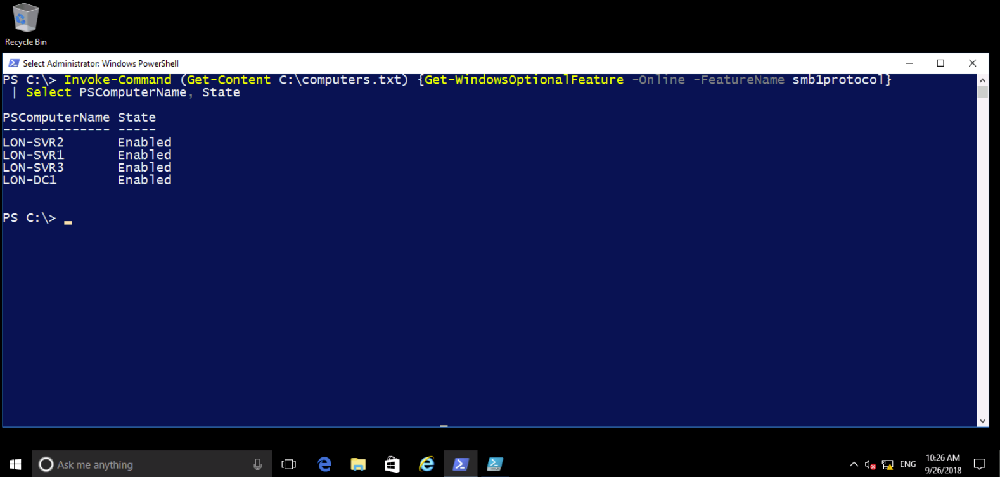 Recycle Bin
Select Administrator: Windows PowerShell
PS C:\> Invoke-Command (Get-Content C:\computers.txt) {Get-WindowsOptionalFeature -Online -FeatureName smb1protocol}
| Select PSComputerName, State
PSComputerName State
-------------- -----
LON-SVR2 Enabled
LON-SVR1 Enabled
LON-SVR3 Enabled
LON-DC1 Enabled
PS C:\>
Ask me anything
ENG
10:26 AM
9/26/2018